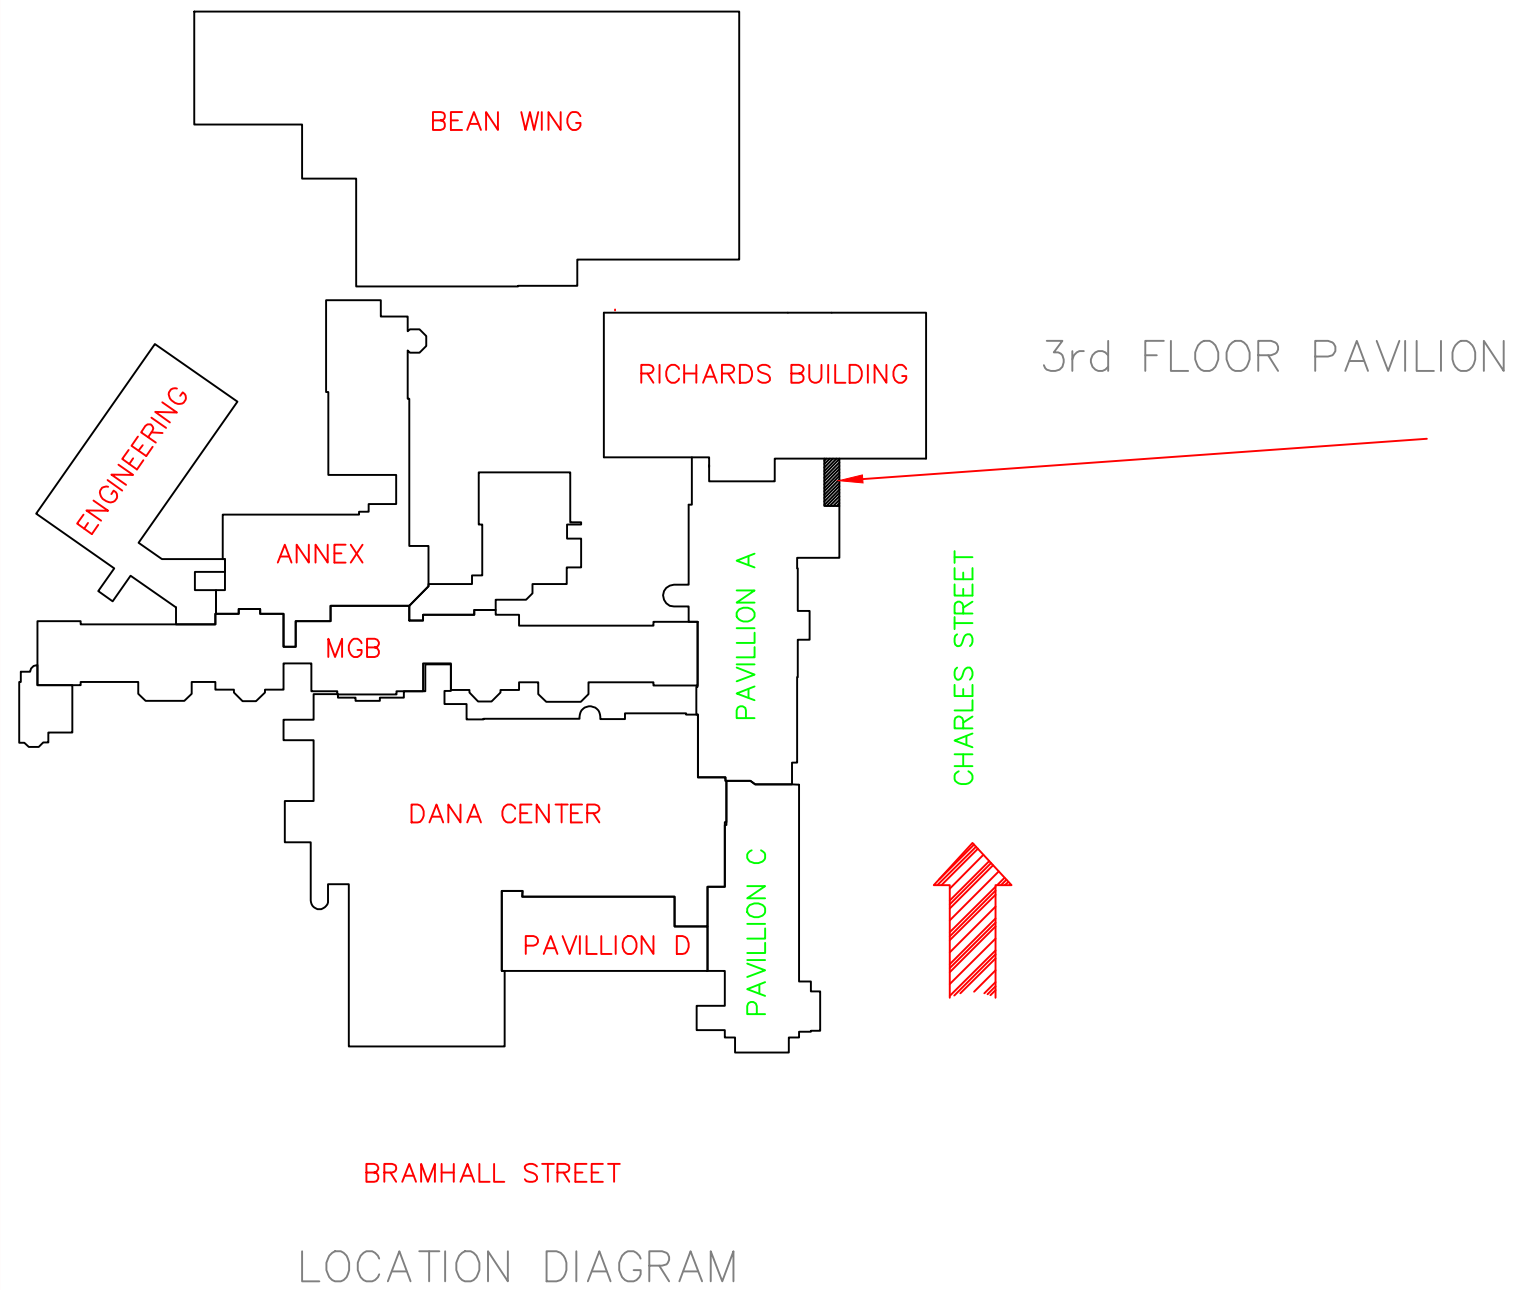 BEAN WING
3rd FLOOR PAVILION
RICHARDS BUILDING
ENGINEERING
ANNEX
MGB
PAVILLION A
CHARLES STREET
DANA CENTER
PAVILLION C
PAVILLION D
BRAMHALL STREET
LOCATION DIAGRAM